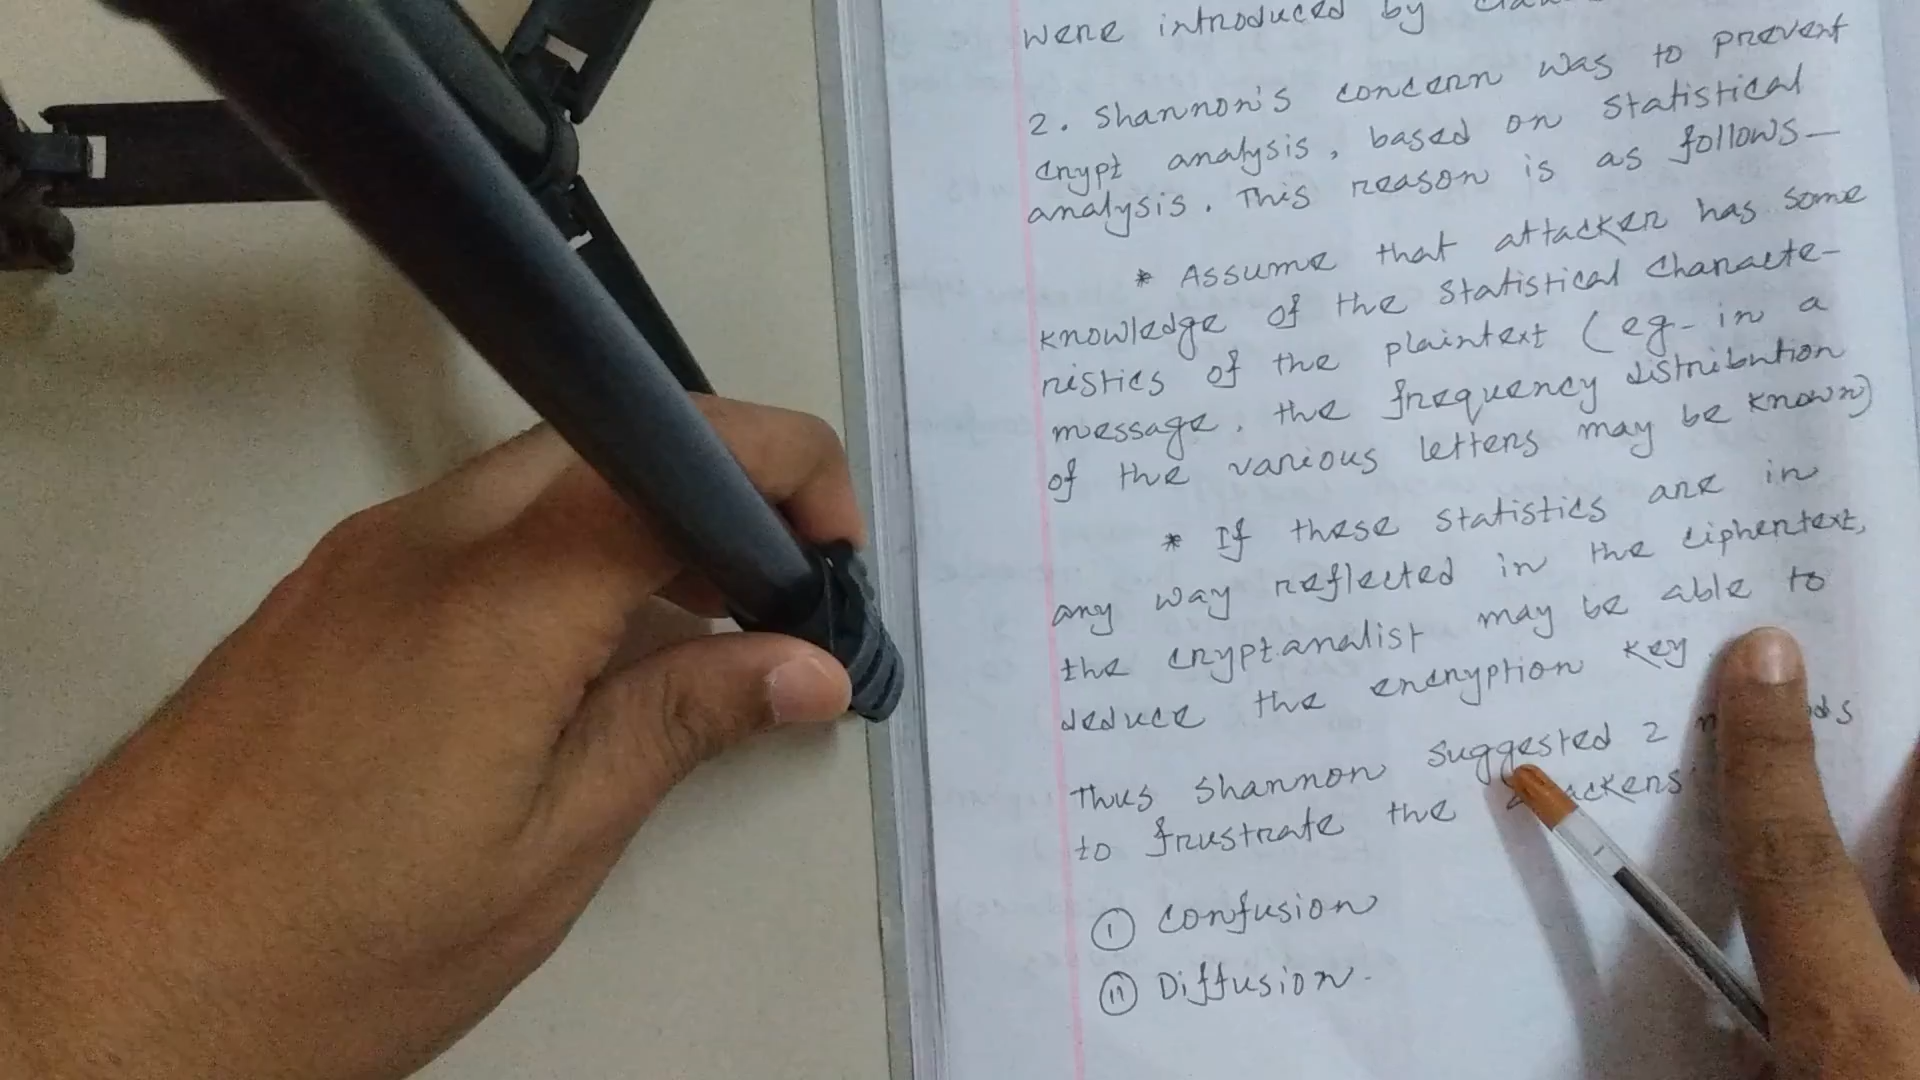 were introduced by
2. Shannon's concern was to prevent
crypt analysis, based on statistical
analysis. This reason is as follows—
* Assume that attacker has some
knowledge of the statistical characte-
ristics of the plaintext (eg- in a
message, the frequency distribution
of the various letters may be known)
* If these statistics are in
any way reflected in the ciphertext,
the cryptanalist may be able to
deduce the encryption key.
Thus Shannon suggested 2
to frustrate the
I Confusion
II Diffusion.